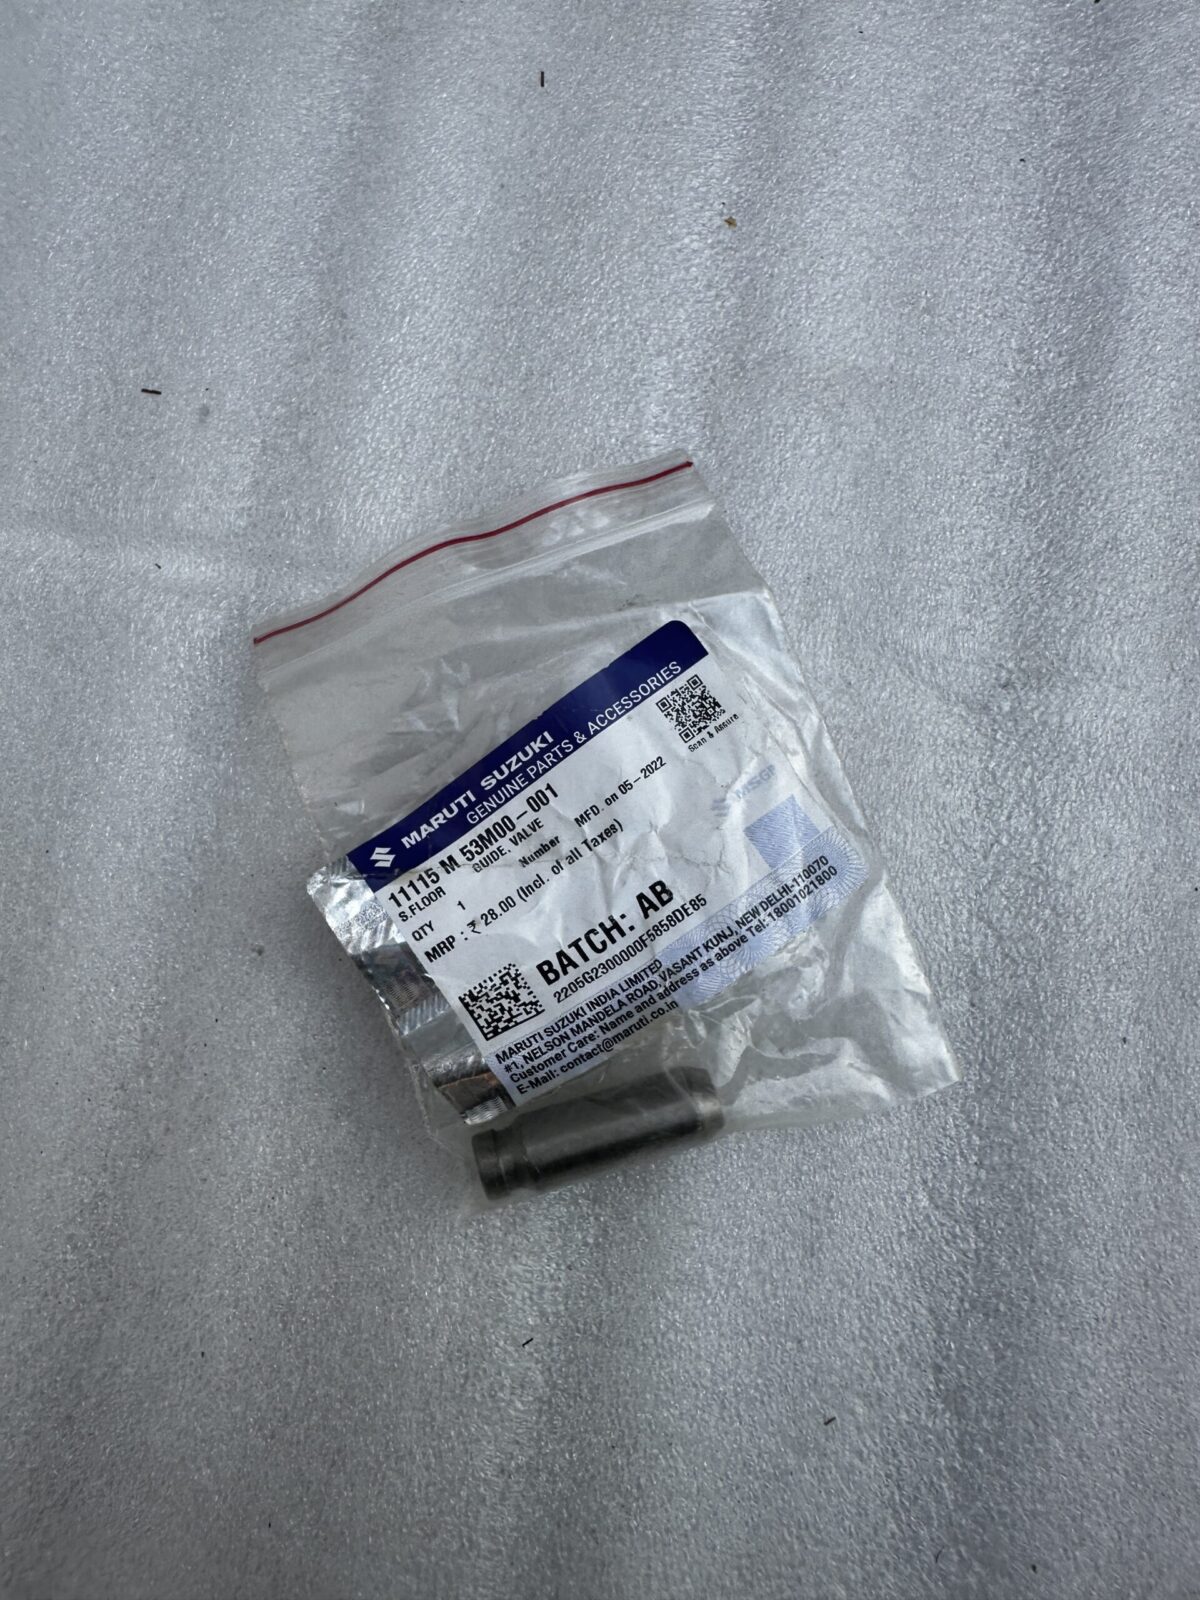 MARUTI SUZUKI
GENUINE PARTS & ACCESSORIES
11115 M 53M00-001
S.FLOOR GUIDE, VALVE
QTY 1 Number MFD. on 05-2022
MRP : ₹ 28.00 (Incl. of all Taxes)
Scan & Assure
MSGP
BATCH: AB
2205G2300000F5858DE85
MARUTI SUZUKI INDIA LIMITED
#1, NELSON MANDELA ROAD, VASANT KUNJ, NEW DELHI-110070
Customer Care: Name and address as above Tel: 18001021800
E-Mail: contact@maruti.co.in